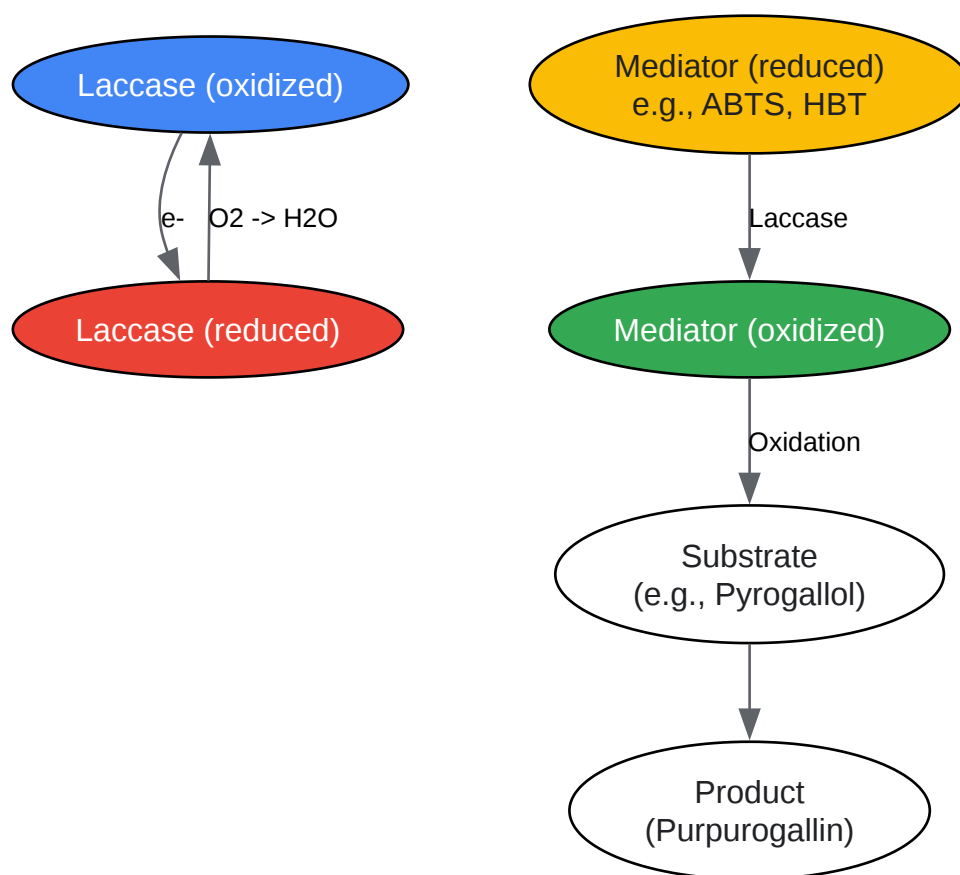 Laccase (oxidized)
e-
O2 -> H2O
Laccase (reduced)
Mediator (reduced)
e.g., ABTS, HBT
Laccase
Mediator (oxidized)
Oxidation
Substrate
(e.g., Pyrogallol)
Product
(Purpurogallin)